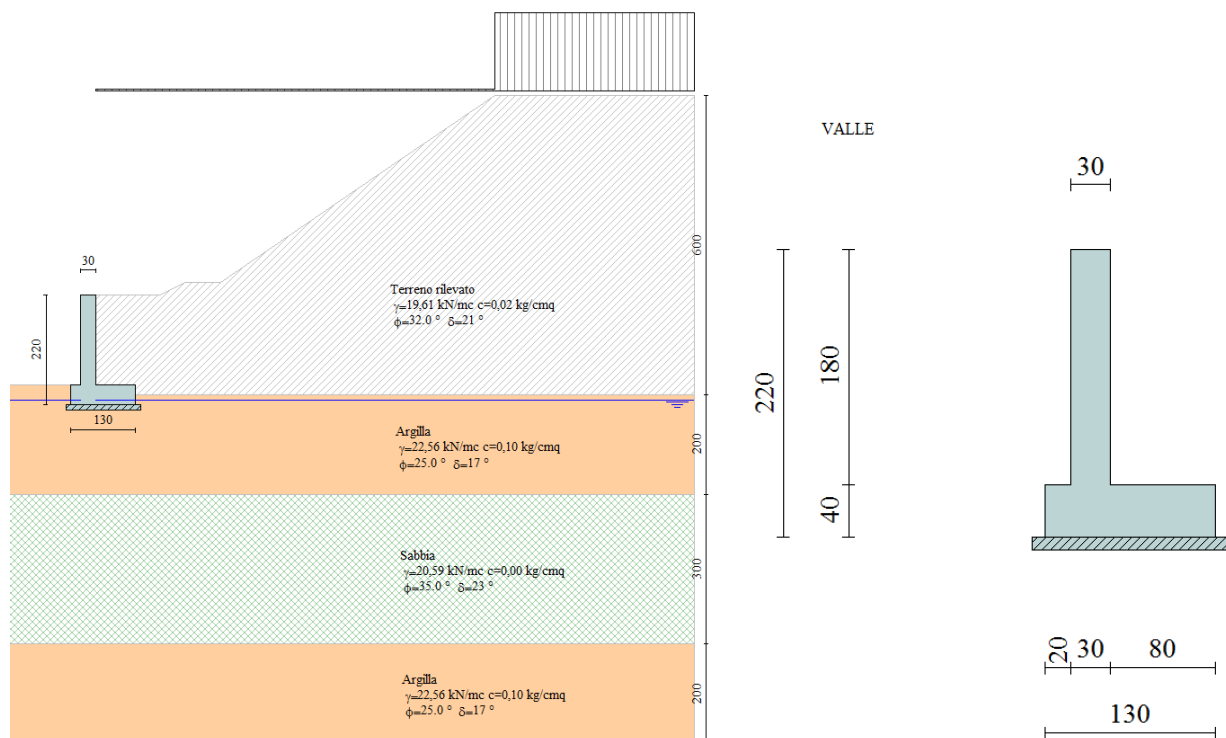 30
220
130
Terreno rilevato
γ=19,61 kN/mc c=0,02 kg/cmq
ϕ=32.0 ° δ=21 °
600
Argilla
γ=22,56 kN/mc c=0,10 kg/cmq
ϕ=25.0 ° δ=17 °
200
Sabbia
γ=20,59 kN/mc c=0,00 kg/cmq
ϕ=35.0 ° δ=23 °
300
Argilla
γ=22,56 kN/mc c=0,10 kg/cmq
ϕ=25.0 ° δ=17 °
200
VALLE
30
220
180
40
20 30 80
130